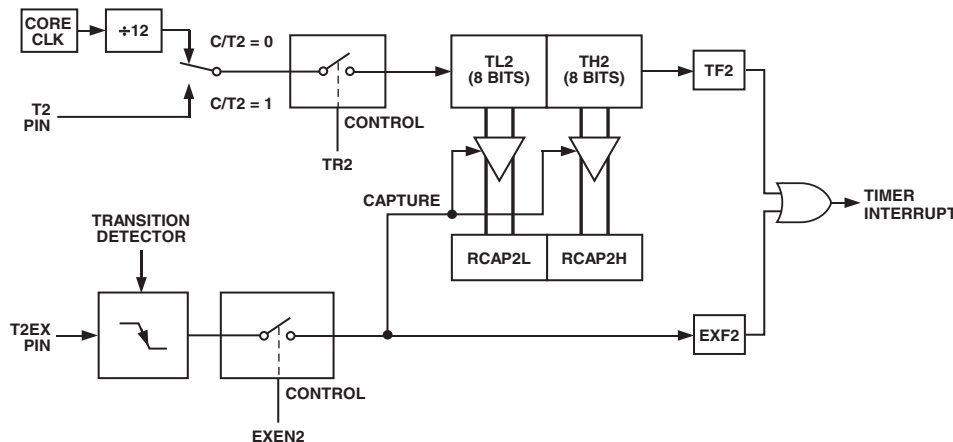 CORE
CLK
÷12
C/T2 = 0
C/T2 = 1
T2
PIN
CONTROL
TR2
TL2
(8 BITS)
TH2
(8 BITS)
TF2
CAPTURE
RCAP2L
RCAP2H
TIMER
INTERRUPT
TRANSITION
DETECTOR
T2EX
PIN
CONTROL
EXEN2
EXF2